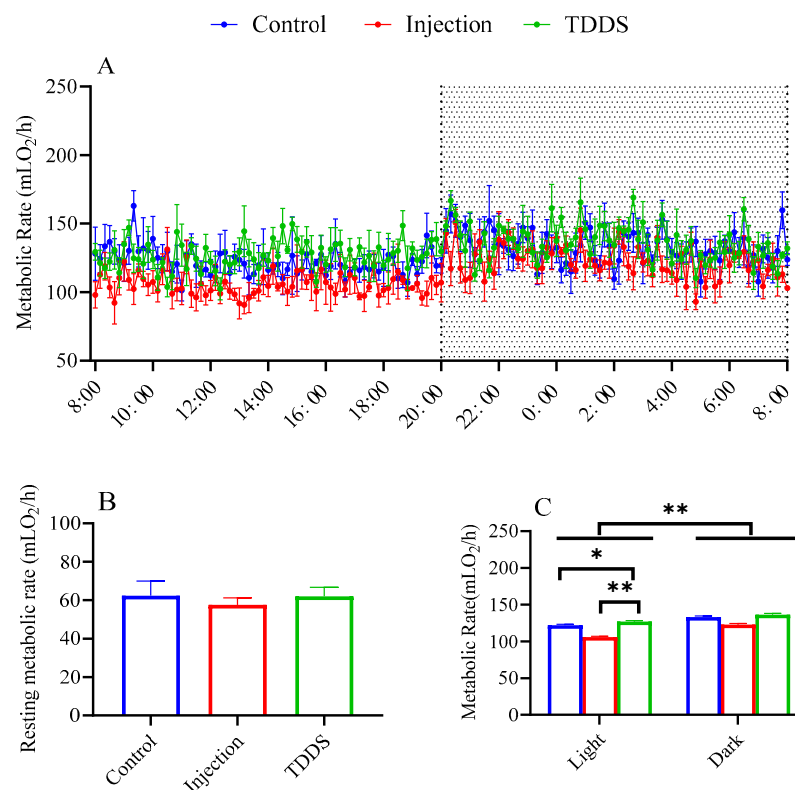 Control Injection TDDS
A
Metabolic Rate (mLO₂/h)
250
200
150
100
50
8:00 10:00 12:00 14:00 16:00 18:00 20:00 22:00 0:00 2:00 4:00 6:00 8:00
B
Resting metabolic rate (mLO₂/h)
100
80
60
40
20
0
Control Injection TDDS
C
Metabolic Rate(mLO₂/h)
250
200
150
100
50
0
**
*
**
Light Dark